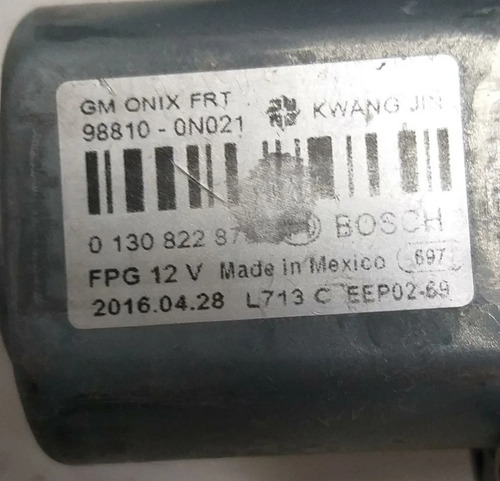 GM ONIX FRT KWANG JIN
98810 - 0N021
0 130 822 BOSCH
FPG 12 V Made in Mexico 697
2016.04.28 L713 C EEP02-69